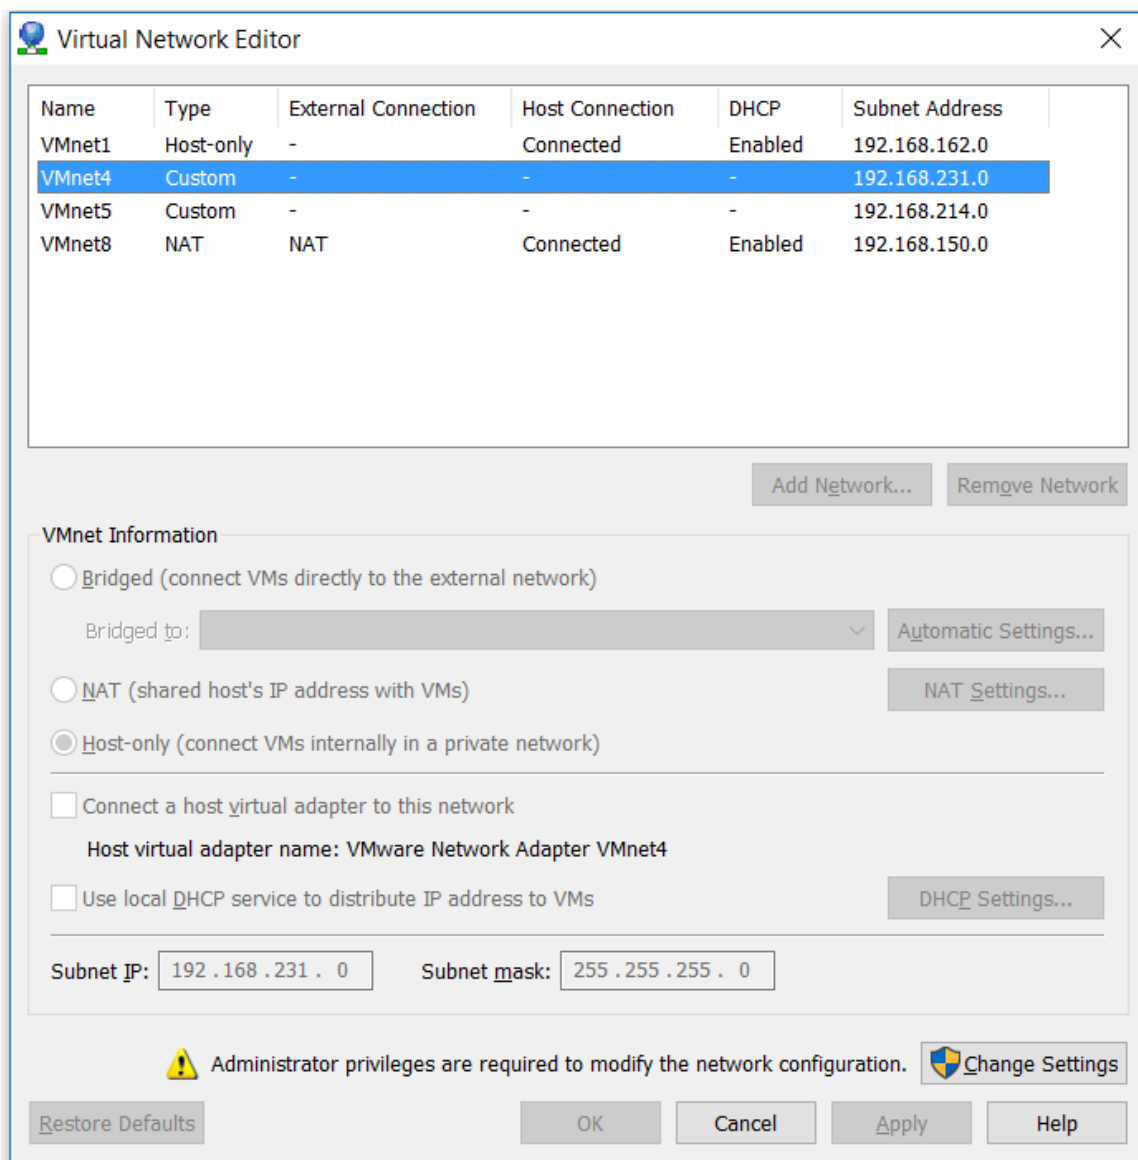 Virtual Network Editor
Name Type External Connection Host Connection DHCP Subnet Address
VMnet1 Host-only - Connected Enabled 192.168.162.0
VMnet4 Custom - - - 192.168.231.0
VMnet5 Custom - - - 192.168.214.0
VMnet8 NAT NAT Connected Enabled 192.168.150.0
Add Network... Remove Network
VMnet Information
Bridged (connect VMs directly to the external network)
Bridged to: Automatic Settings...
NAT (shared host's IP address with VMs) NAT Settings...
Host-only (connect VMs internally in a private network)
Connect a host virtual adapter to this network
Host virtual adapter name: VMware Network Adapter VMnet4
Use local DHCP service to distribute IP address to VMs DHCP Settings...
Subnet IP: 192 . 168 . 231 . 0 Subnet mask: 255 . 255 . 255 . 0
Administrator privileges are required to modify the network configuration. Change Settings
Restore Defaults OK Cancel Apply Help